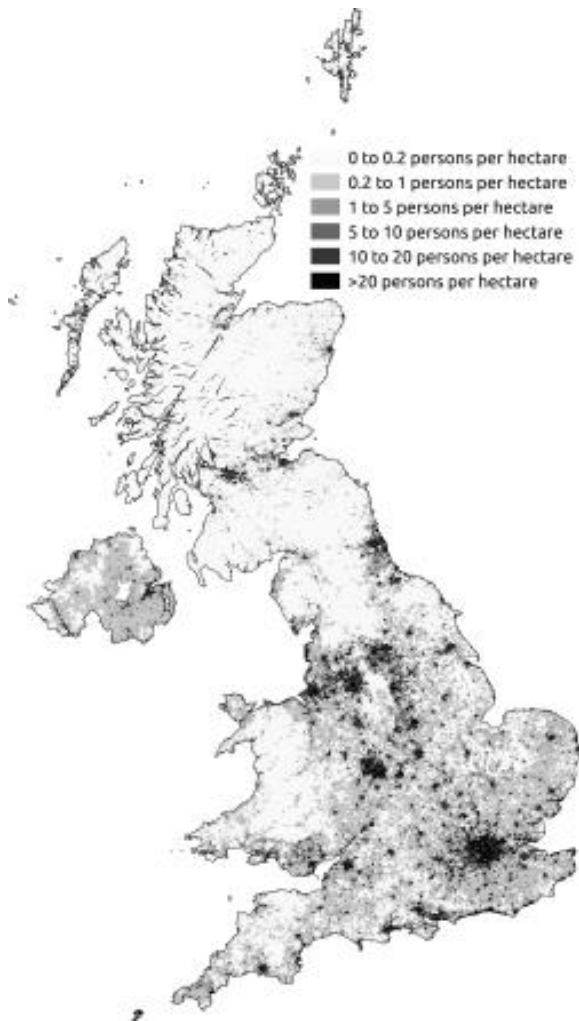 0 to 0.2 persons per hectare
0.2 to 1 persons per hectare
1 to 5 persons per hectare
5 to 10 persons per hectare
10 to 20 persons per hectare
>20 persons per hectare